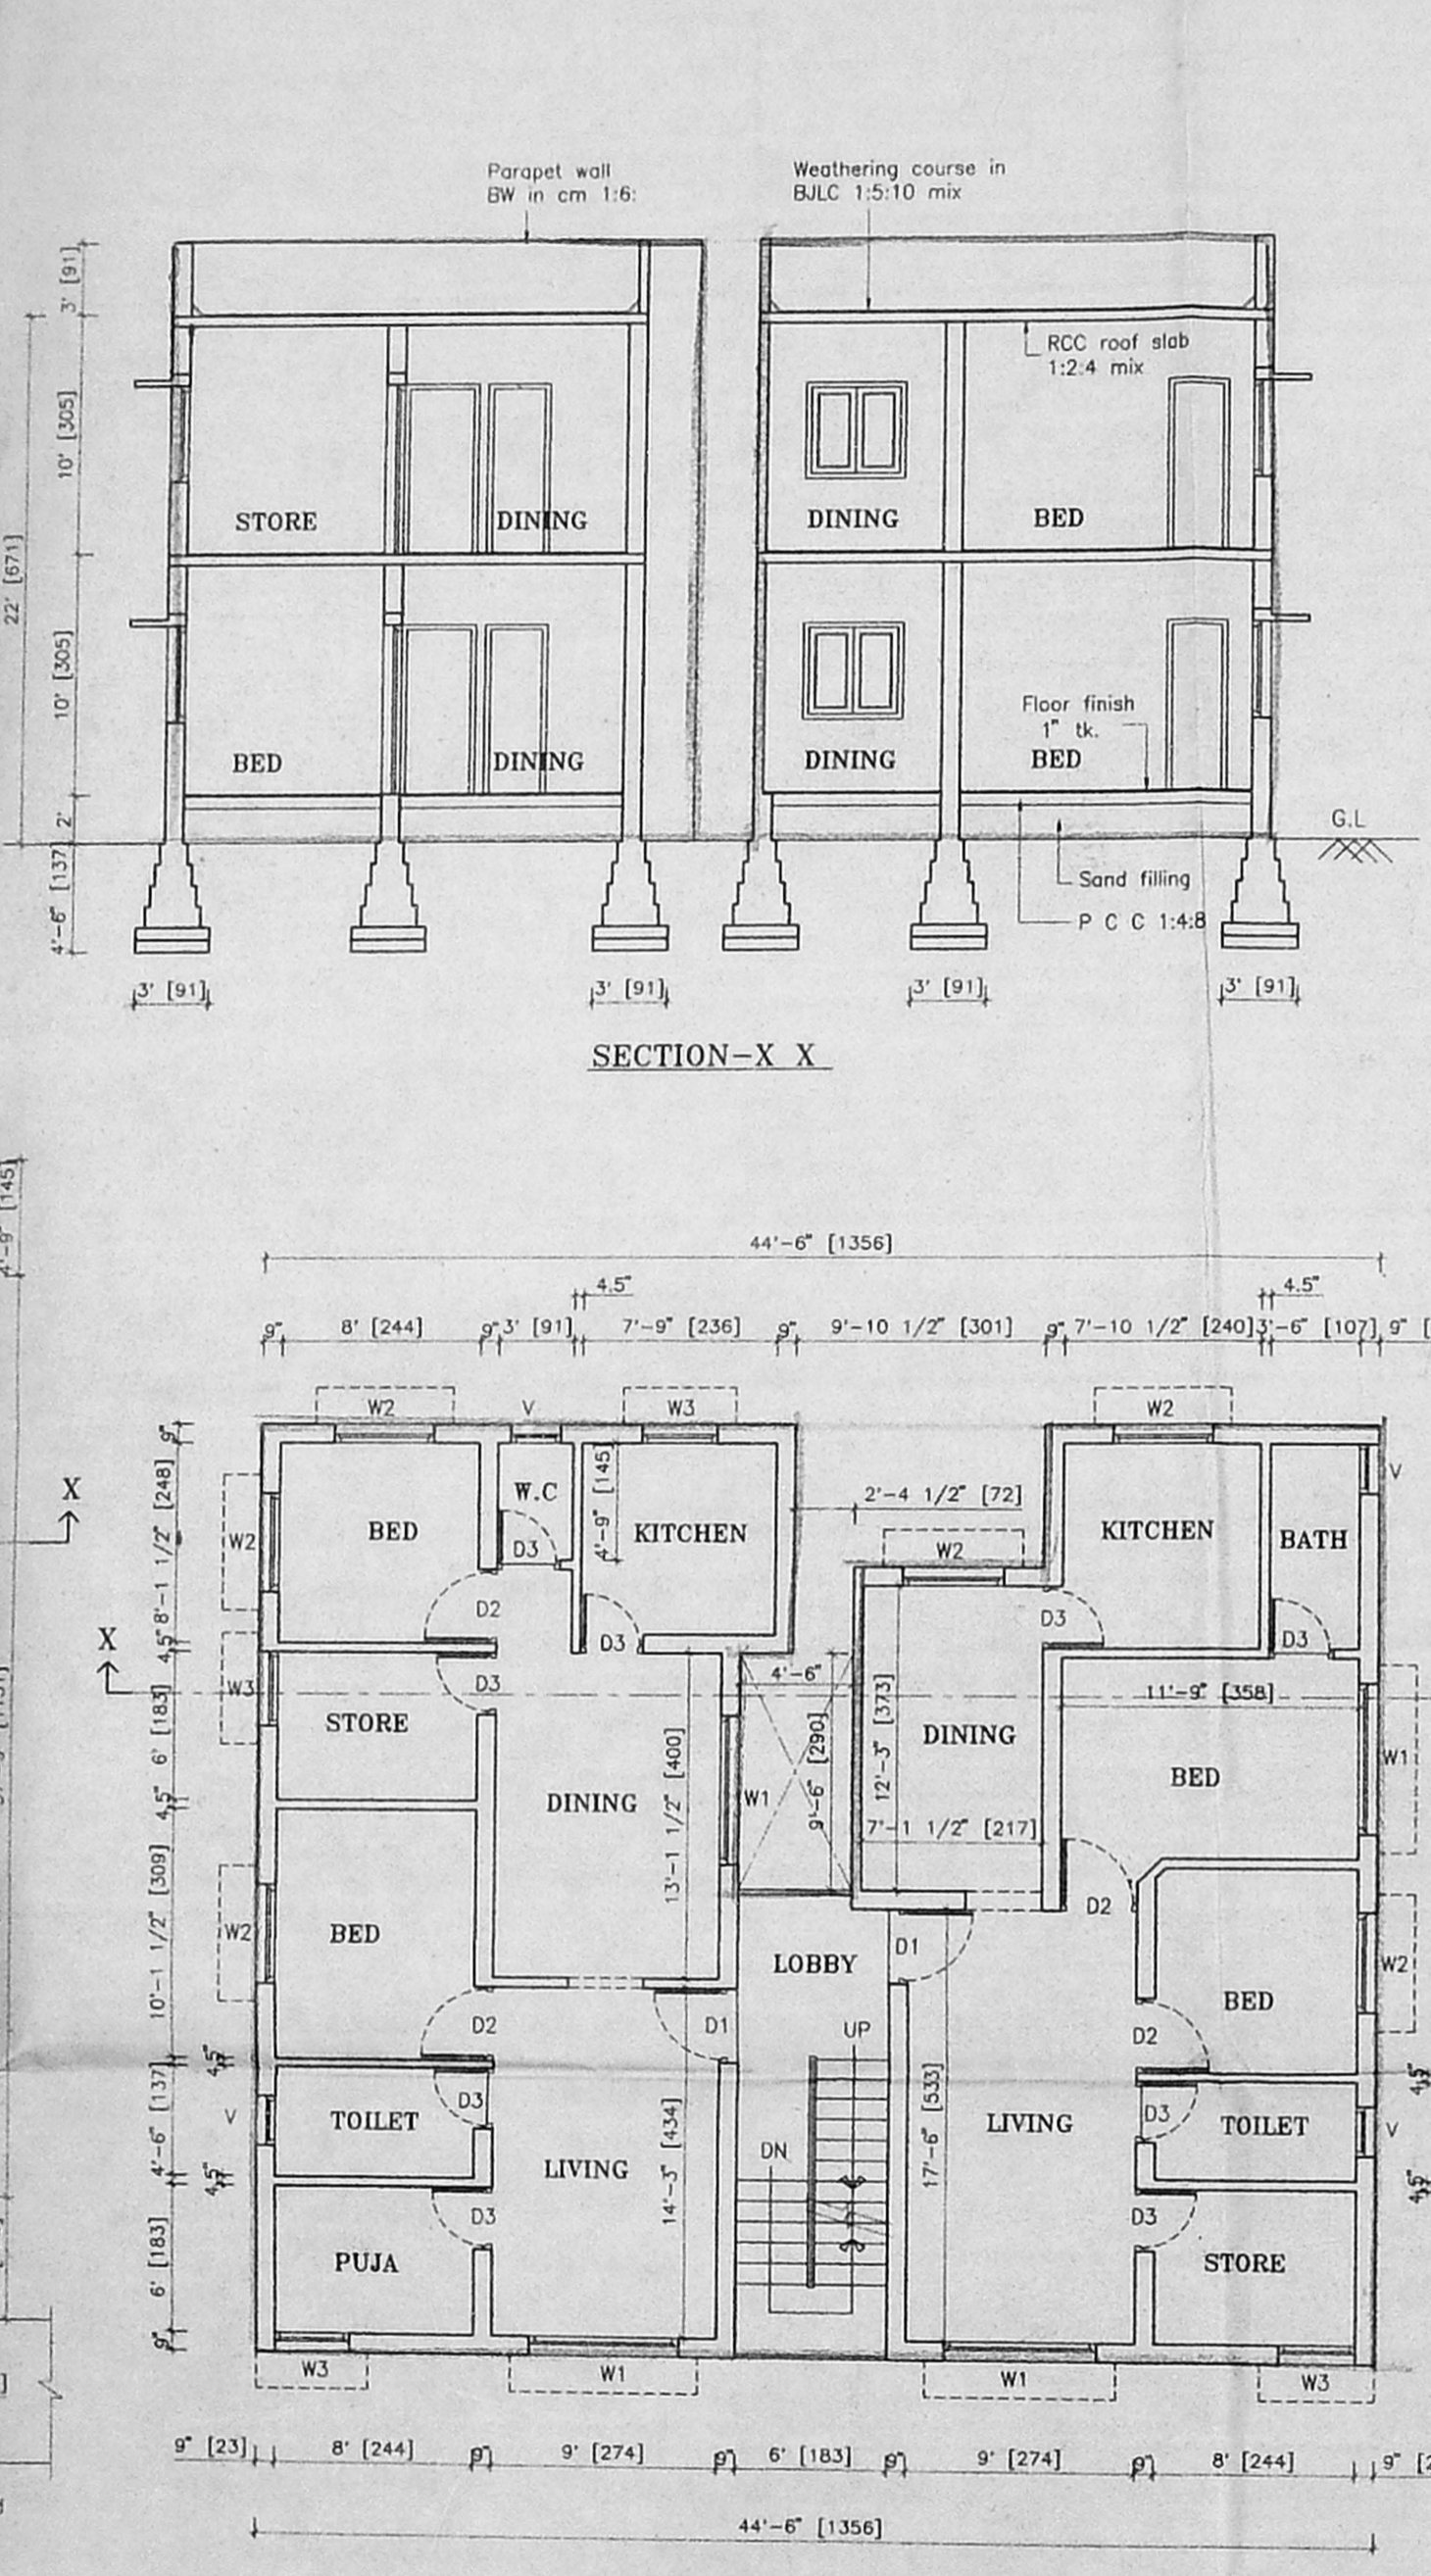 Parapet wall
BW in cm 1:6:
Weathering course in
BJLC 1:5:10 mix
3' [91]
RCC roof slab
1:2:4 mix
10' [305]
STORE
DINING
DINING
BED
22' [671]
10' [305]
Floor finish
1" tk.
BED
DINING
DINING
BED
2'
G.L
4'-6" [137]
Sand filling
P C C 1:4:8
3' [91]
3' [91]
3' [91]
3' [91]
SECTION-X X
4'-9" [145]
44'-6" [1356]
4.5"
4.5"
9"
8' [244]
9"
3' [91]
7'-9" [236]
9"
9'-10 1/2" [301]
9"
7'-10 1/2" [240]
3'-6" [107]
9"
W2
V
W3
W2
9"
X
8'-1 1/2" [248]
W2
BED
W.C
4'-9" [145]
KITCHEN
2'-4 1/2" [72]
W2
KITCHEN
BATH
V
D3
D2
D3
D3
D3
X
4.5"
W3
D3
4'-6"
11'-9" [358]
6' [183]
STORE
DINING
12'-3" [373]
9'-6" [290]
BED
W1
13'-1 1/2" [400]
DINING
W1
4.5"
7'-1 1/2" [217]
10'-1 1/2" [309]
W2
BED
D2
D1
LOBBY
BED
W2
D2
D1
UP
D2
4.5"
4.5"
4'-6" [137]
V
TOILET
D3
LIVING
14'-3" [434]
DN
17'-6" [533]
LIVING
D3
TOILET
V
4.5"
4.5"
D3
D3
6' [183]
PUJA
STORE
9"
W3
W1
W1
W3
9" [23]
8' [244]
9"
9' [274]
9"
6' [183]
9"
9' [274]
9"
8' [244]
9"
44'-6" [1356]